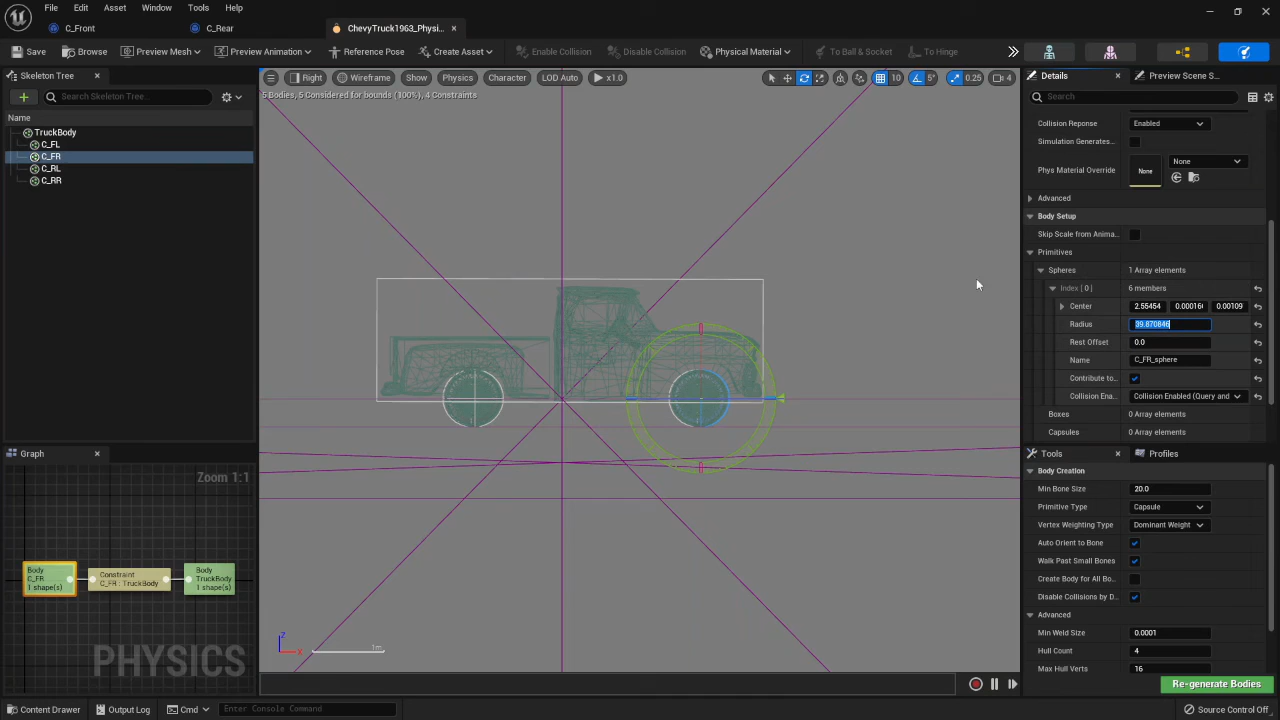 File Edit Asset Window Tools Help
C_Front C_Rear ChevyTruck1963_Physi...
Save Browse Preview Mesh Preview Animation Reference Pose Create Asset Enable Collision Disable Collision Physical Material To Ball & Socket To Hinge
Skeleton Tree
Search Skeleton Tree...
Name
TruckBody
C_FL
C_FR
C_RL
C_RR
Right Wireframe Show Physics Character LOD Auto x1.0 10 5° 0.25 4
5 Bodies, 5 Considered for bounds (100%), 4 Constraints
Z
X
1m
Graph
Zoom 1:1
Body
C_FR
1 shape(s)
Constraint
C_FR : TruckBody
Body
TruckBody
1 shape(s)
PHYSICS
Details Preview Scene S...
Search
Collision Reponse Enabled
Simulation Generates...
Phys Material Override None None
Advanced
Body Setup
Skip Scale from Anima...
Primitives
Spheres 1 Array elements
Index [ 0 ] 6 members
Center 2.55454 0.00016 0.00109
Radius 39.870846
Rest Offset 0.0
Name C_FR_sphere
Contribute to...
Collision Ena... Collision Enabled (Query and
Boxes 0 Array elements
Capsules 0 Array elements
Tools Profiles
Body Creation
Min Bone Size 20.0
Primitive Type Capsule
Vertex Weighting Type Dominant Weight
Auto Orient to Bone
Walk Past Small Bones
Create Body for All Bo...
Disable Collisions by D...
Advanced
Min Weld Size 0.0001
Hull Count 4
Max Hull Verts 16
Re-generate Bodies
Content Drawer Output Log Cmd Enter Console Command Source Control Off